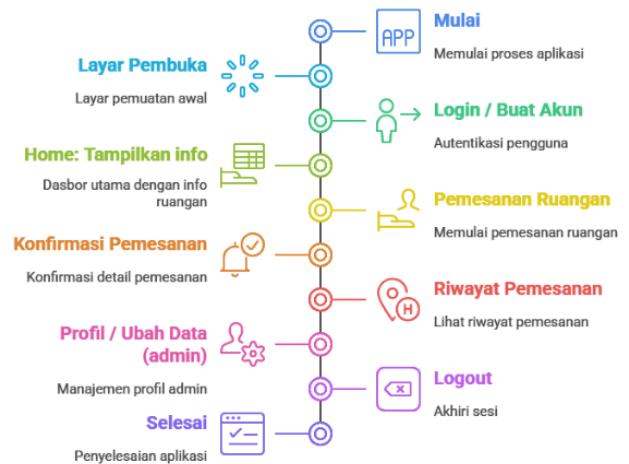 APP
Mulai
Memulai proses aplikasi
Layar Pembuka
Layar pemuatan awal
Login / Buat Akun
Autentikasi pengguna
Home: Tampilkan info
Dasbor utama dengan info
ruangan
Pemesanan Ruangan
Memulai pemesanan ruangan
Konfirmasi Pemesanan
Konfirmasi detail pemesanan
H
Riwayat Pemesanan
Lihat riwayat pemesanan
Profil / Ubah Data
(admin)
Manajemen profil admin
Logout
Akhiri sesi
Selesai
Penyelesaian aplikasi